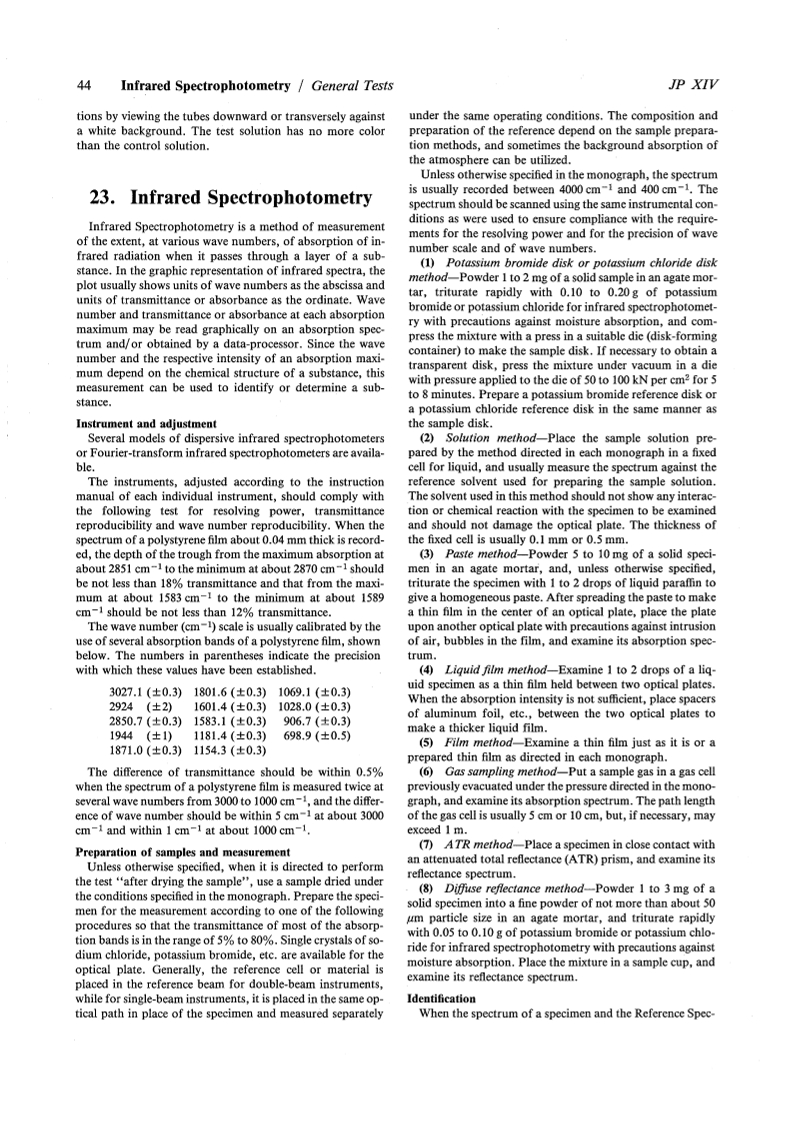 44 Infrared Spectrophotometry / General Tests JP XIV
tions by viewing the tubes downward or transversely against
a white background. The test solution has no more color
than the control solution.
23. Infrared Spectrophotometry
Infrared Spectrophotometry is a method of measurement
of the extent, at various wave numbers, of absorption of in-
frared radiation when it passes through a layer of a sub-
stance. In the graphic representation of infrared spectra, the
plot usually shows units of wave numbers as the abscissa and
units of transmittance or absorbance as the ordinate. Wave
number and transmittance or absorbance at each absorption
maximum may be read graphically on an absorption spec-
trum and/or obtained by a data-processor. Since the wave
number and the respective intensity of an absorption maxi-
mum depend on the chemical structure of a substance, this
measurement can be used to identify or determine a sub-
stance.
Instrument and adjustment
Several models of dispersive infrared spectrophotometers
or Fourier-transform infrared spectrophotometers are availa-
ble.
The instruments, adjusted according to the instruction
manual of each individual instrument, should comply with
the following test for resolving power, transmittance
reproducibility and wave number reproducibility. When the
spectrum of a polystyrene film about 0.04 mm thick is record-
ed, the depth of the trough from the maximum absorption at
about 2851 cm⁻¹ to the minimum at about 2870 cm⁻¹ should
be not less than 18% transmittance and that from the maxi-
mum at about 1583 cm⁻¹ to the minimum at about 1589
cm⁻¹ should be not less than 12% transmittance.
The wave number (cm⁻¹) scale is usually calibrated by the
use of several absorption bands of a polystyrene film, shown
below. The numbers in parentheses indicate the precision
with which these values have been established.
3027.1 (±0.3) 1801.6 (±0.3) 1069.1 (±0.3)
2924 (±2) 1601.4 (±0.3) 1028.0 (±0.3)
2850.7 (±0.3) 1583.1 (±0.3) 906.7 (±0.3)
1944 (±1) 1181.4 (±0.3) 698.9 (±0.5)
1871.0 (±0.3) 1154.3 (±0.3)
The difference of transmittance should be within 0.5%
when the spectrum of a polystyrene film is measured twice at
several wave numbers from 3000 to 1000 cm⁻¹, and the differ-
ence of wave number should be within 5 cm⁻¹ at about 3000
cm⁻¹ and within 1 cm⁻¹ at about 1000 cm⁻¹.
Preparation of samples and measurement
Unless otherwise specified, when it is directed to perform
the test “after drying the sample”, use a sample dried under
the conditions specified in the monograph. Prepare the speci-
men for the measurement according to one of the following
procedures so that the transmittance of most of the absorp-
tion bands is in the range of 5% to 80%. Single crystals of so-
dium chloride, potassium bromide, etc. are available for the
optical plate. Generally, the reference cell or material is
placed in the reference beam for double-beam instruments,
while for single-beam instruments, it is placed in the same op-
tical path in place of the specimen and measured separately
under the same operating conditions. The composition and
preparation of the reference depend on the sample prepara-
tion methods, and sometimes the background absorption of
the atmosphere can be utilized.
Unless otherwise specified in the monograph, the spectrum
is usually recorded between 4000 cm⁻¹ and 400 cm⁻¹. The
spectrum should be scanned using the same instrumental con-
ditions as were used to ensure compliance with the require-
ments for the resolving power and for the precision of wave
number scale and of wave numbers.
(1) Potassium bromide disk or potassium chloride disk
method—Powder 1 to 2 mg of a solid sample in an agate mor-
tar, triturate rapidly with 0.10 to 0.20 g of potassium
bromide or potassium chloride for infrared spectrophotomet-
ry with precautions against moisture absorption, and com-
press the mixture with a press in a suitable die (disk-forming
container) to make the sample disk. If necessary to obtain a
transparent disk, press the mixture under vacuum in a die
with pressure applied to the die of 50 to 100 kN per cm² for 5
to 8 minutes. Prepare a potassium bromide reference disk or
a potassium chloride reference disk in the same manner as
the sample disk.
(2) Solution method—Place the sample solution pre-
pared by the method directed in each monograph in a fixed
cell for liquid, and usually measure the spectrum against the
reference solvent used for preparing the sample solution.
The solvent used in this method should not show any interac-
tion or chemical reaction with the specimen to be examined
and should not damage the optical plate. The thickness of
the fixed cell is usually 0.1 mm or 0.5 mm.
(3) Paste method—Powder 5 to 10 mg of a solid speci-
men in an agate mortar, and, unless otherwise specified,
triturate the specimen with 1 to 2 drops of liquid paraffin to
give a homogeneous paste. After spreading the paste to make
a thin film in the center of an optical plate, place the plate
upon another optical plate with precautions against intrusion
of air, bubbles in the film, and examine its absorption spec-
trum.
(4) Liquid film method—Examine 1 to 2 drops of a liq-
uid specimen as a thin film held between two optical plates.
When the absorption intensity is not sufficient, place spacers
of aluminum foil, etc., between the two optical plates to
make a thicker liquid film.
(5) Film method—Examine a thin film just as it is or a
prepared thin film as directed in each monograph.
(6) Gas sampling method—Put a sample gas in a gas cell
previously evacuated under the pressure directed in the mono-
graph, and examine its absorption spectrum. The path length
of the gas cell is usually 5 cm or 10 cm, but, if necessary, may
exceed 1 m.
(7) ATR method—Place a specimen in close contact with
an attenuated total reflectance (ATR) prism, and examine its
reflectance spectrum.
(8) Diffuse reflectance method—Powder 1 to 3 mg of a
solid specimen into a fine powder of not more than about 50
μm particle size in an agate mortar, and triturate rapidly
with 0.05 to 0.10 g of potassium bromide or potassium chlo-
ride for infrared spectrophotometry with precautions against
moisture absorption. Place the mixture in a sample cup, and
examine its reflectance spectrum.
Identification
When the spectrum of a specimen and the Reference Spec-